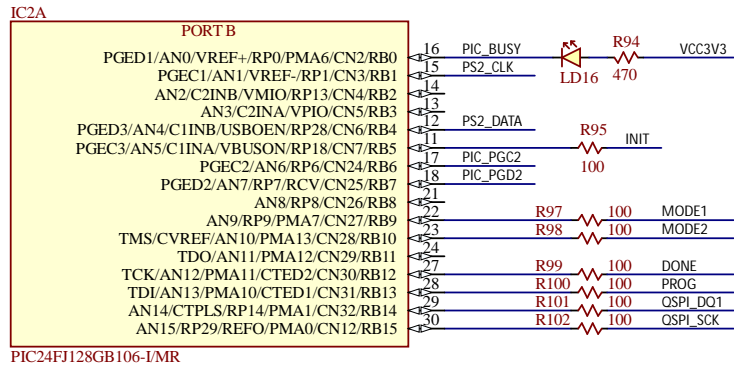 IC2A
PORT B
PGED1/AN0/VREF+/RP0/PMA6/CN2/RB0 16 PIC_BUSY LD16 R94 470 VCC3V3
PGEC1/AN1/VREF-/RP1/CN3/RB1 15 PS2_CLK
AN2/C2INB/VMIO/RP13/CN4/RB2 14
AN3/C2INA/VPIO/CN5/RB3 13
PGED3/AN4/C1INB/USBOEN/RP28/CN6/RB4 12 PS2_DATA
PGEC3/AN5/C1INA/VBUSON/RP18/CN7/RB5 11 R95 100 INIT
PGEC2/AN6/RP6/CN24/RB6 17 PIC_PGC2
PGED2/AN7/RP7/RCV/CN25/RB7 18 PIC_PGD2
AN8/RP8/CN26/RB8 21
AN9/RP9/PMA7/CN27/RB9 22 R97 100 MODE1
TMS/CVREF/AN10/PMA13/CN28/RB10 23 R98 100 MODE2
TDO/AN11/PMA12/CN29/RB11 24
TCK/AN12/PMA11/CTED2/CN30/RB12 27 R99 100 DONE
TDI/AN13/PMA10/CTED1/CN31/RB13 28 R100 100 PROG
AN14/CTPLS/RP14/PMA1/CN32/RB14 29 R101 100 QSPI_DQ1
AN15/RP29/REFO/PMA0/CN12/RB15 30 R102 100 QSPI_SCK
PIC24FJ128GB106-I/MR